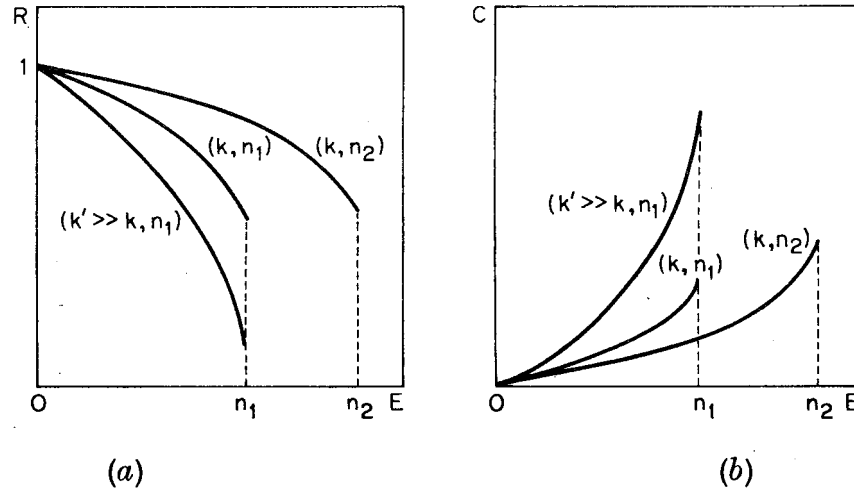 R
1
(k, n₁)
(k, n₂)
(k' >> k, n₁)
O
n₁
n₂
E
(a)
C
(k' >> k, n₁)
(k, n₂)
(k, n₁)
O
n₁
n₂
E
(b)